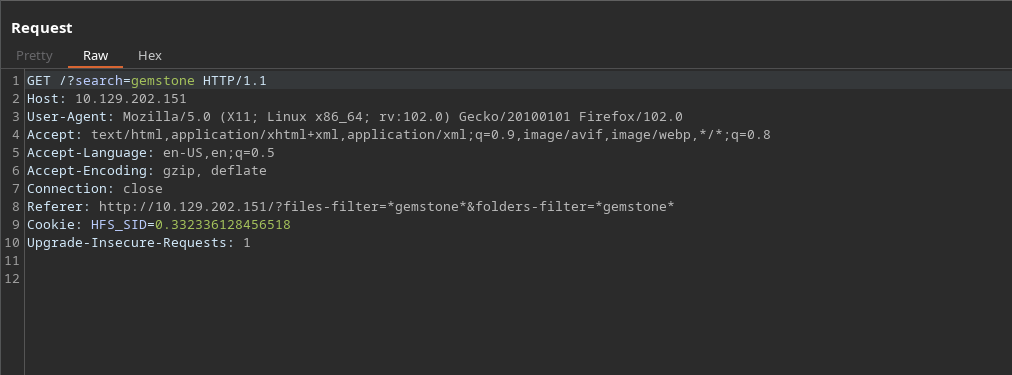 Request
Pretty Raw Hex
1 GET /?search=gemstone HTTP/1.1
2 Host: 10.129.202.151
3 User-Agent: Mozilla/5.0 (X11; Linux x86_64; rv:102.0) Gecko/20100101 Firefox/102.0
4 Accept: text/html,application/xhtml+xml,application/xml;q=0.9,image/avif,image/webp,*/*;q=0.8
5 Accept-Language: en-US,en;q=0.5
6 Accept-Encoding: gzip, deflate
7 Connection: close
8 Referer: http://10.129.202.151/?files-filter=*gemstone*&folders-filter=*gemstone*
9 Cookie: HFS_SID=0.332336128456518
10 Upgrade-Insecure-Requests: 1
11
12